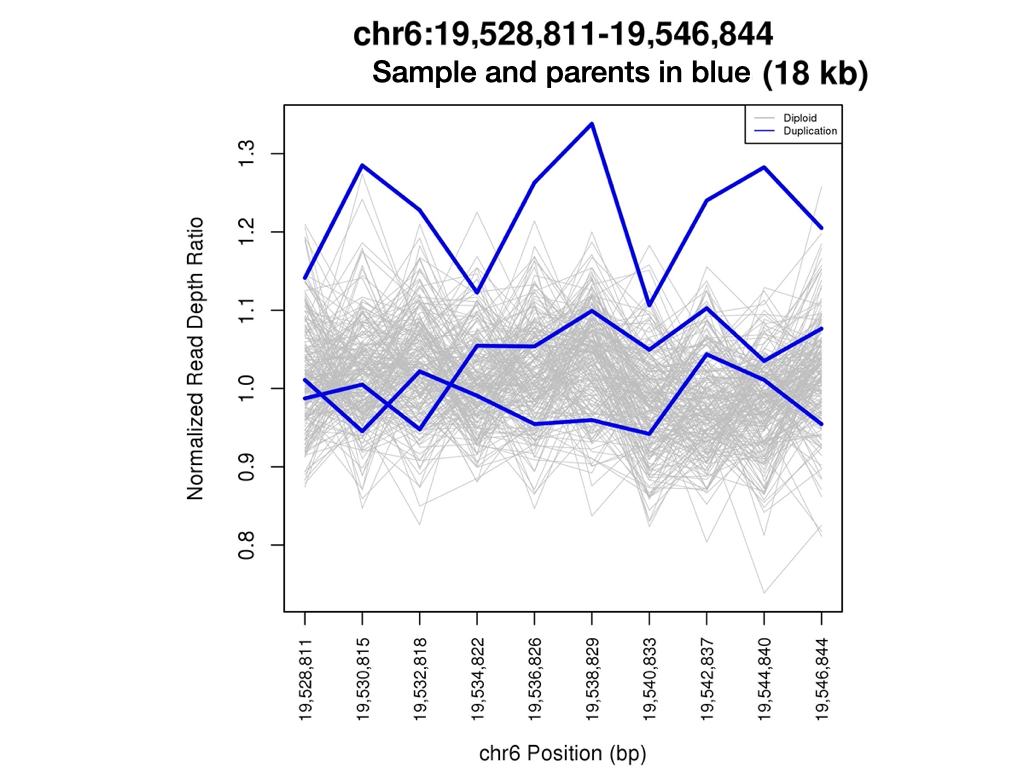 chr6:19,528,811-19,546,844
Sample and parents in blue (18 kb)
Diploid
Duplication
Normalized Read Depth Ratio
1.3
1.2
1.1
1.0
0.9
0.8
19,528,811
19,530,815
19,532,818
19,534,822
19,536,826
19,538,829
19,540,833
19,542,837
19,544,840
19,546,844
chr6 Position (bp)